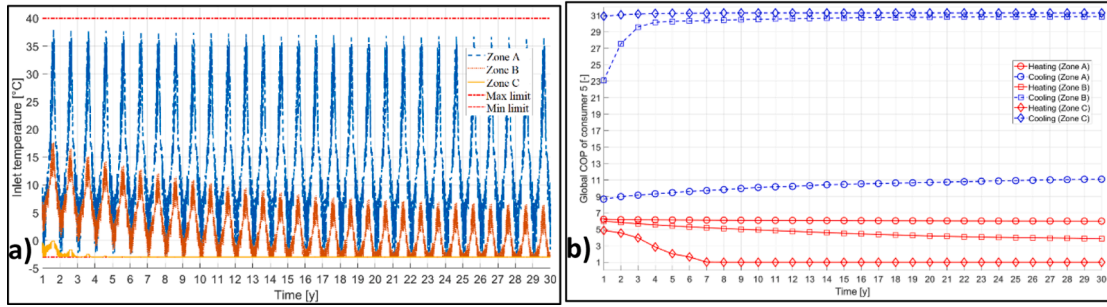 a)
Inlet temperature [°C]
40
35
30
25
20
15
10
5
0
-5
Zone A
Zone B
Zone C
Max limit
Min limit
1 2 3 4 5 6 7 8 9 10 11 12 13 14 15 16 17 18 19 20 21 22 23 24 25 26 27 28 29 30
Time [y]
b)
Global COP of consumer 5 [-]
31
29
27
25
23
21
19
17
15
13
11
9
7
5
3
1
Heating (Zone A)
Cooling (Zone A)
Heating (Zone B)
Cooling (Zone B)
Heating (Zone C)
Cooling (Zone C)
1 2 3 4 5 6 7 8 9 10 11 12 13 14 15 16 17 18 19 20 21 22 23 24 25 26 27 28 29 30
Time [y]